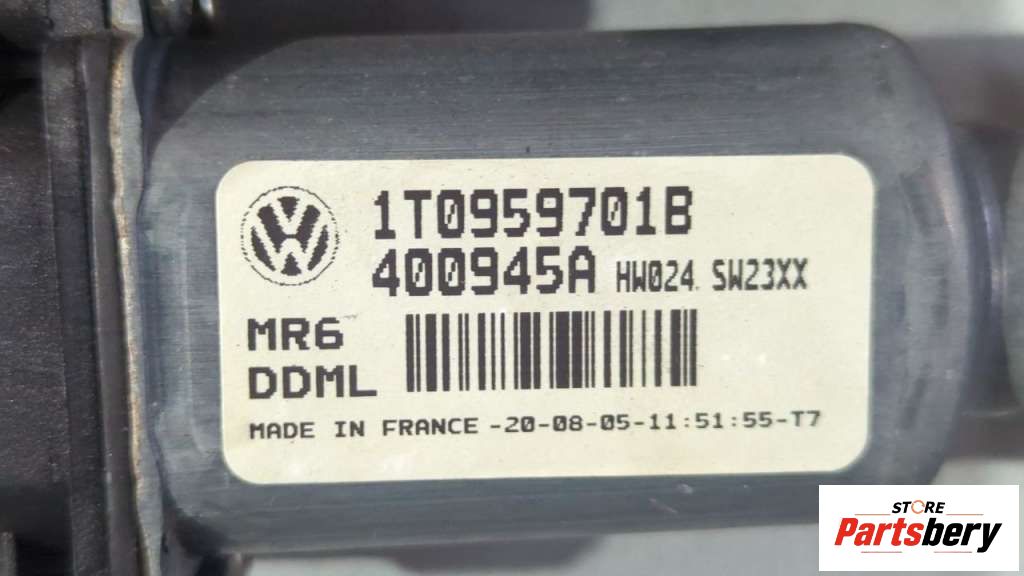 1T0959701B
400945A HW024 SW23XX
MR6
DDML
MADE IN FRANCE -20-08-05-11:51:55-T7
STORE
Partsbery